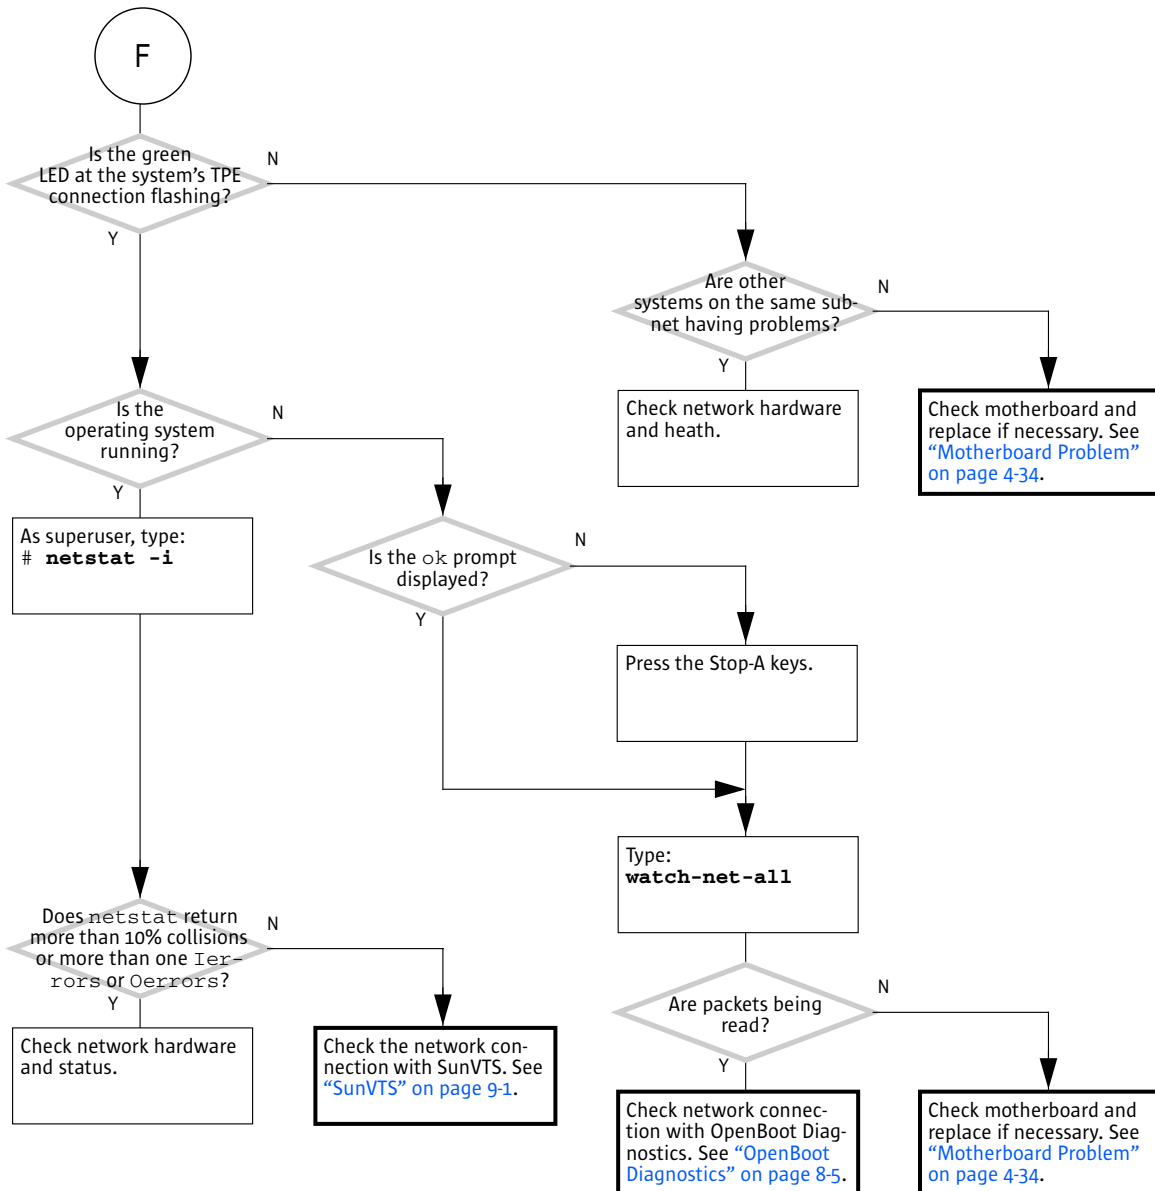 F
Is the green
LED at the system's TPE
connection flashing?
N
Y
Are other
systems on the same sub-
net having problems?
N
Y
Is the
operating system
running?
N
Y
Check network hardware
and heath.
Check motherboard and
replace if necessary. See
“Motherboard Problem”
on page 4-34.
As superuser, type:
# netstat -i
Is the ok prompt
displayed?
N
Y
Press the Stop-A keys.
Type:
watch-net-all
Does netstat return
more than 10% collisions
or more than one Ier-
rors or Oerrors?
N
Y
Are packets being
read?
N
Y
Check network hardware
and status.
Check the network con-
nection with SunVTS. See
“SunVTS” on page 9-1.
Check network connec-
tion with OpenBoot Diag-
nostics. See “OpenBoot
Diagnostics” on page 8-5.
Check motherboard and
replace if necessary. See
“Motherboard Problem”
on page 4-34.